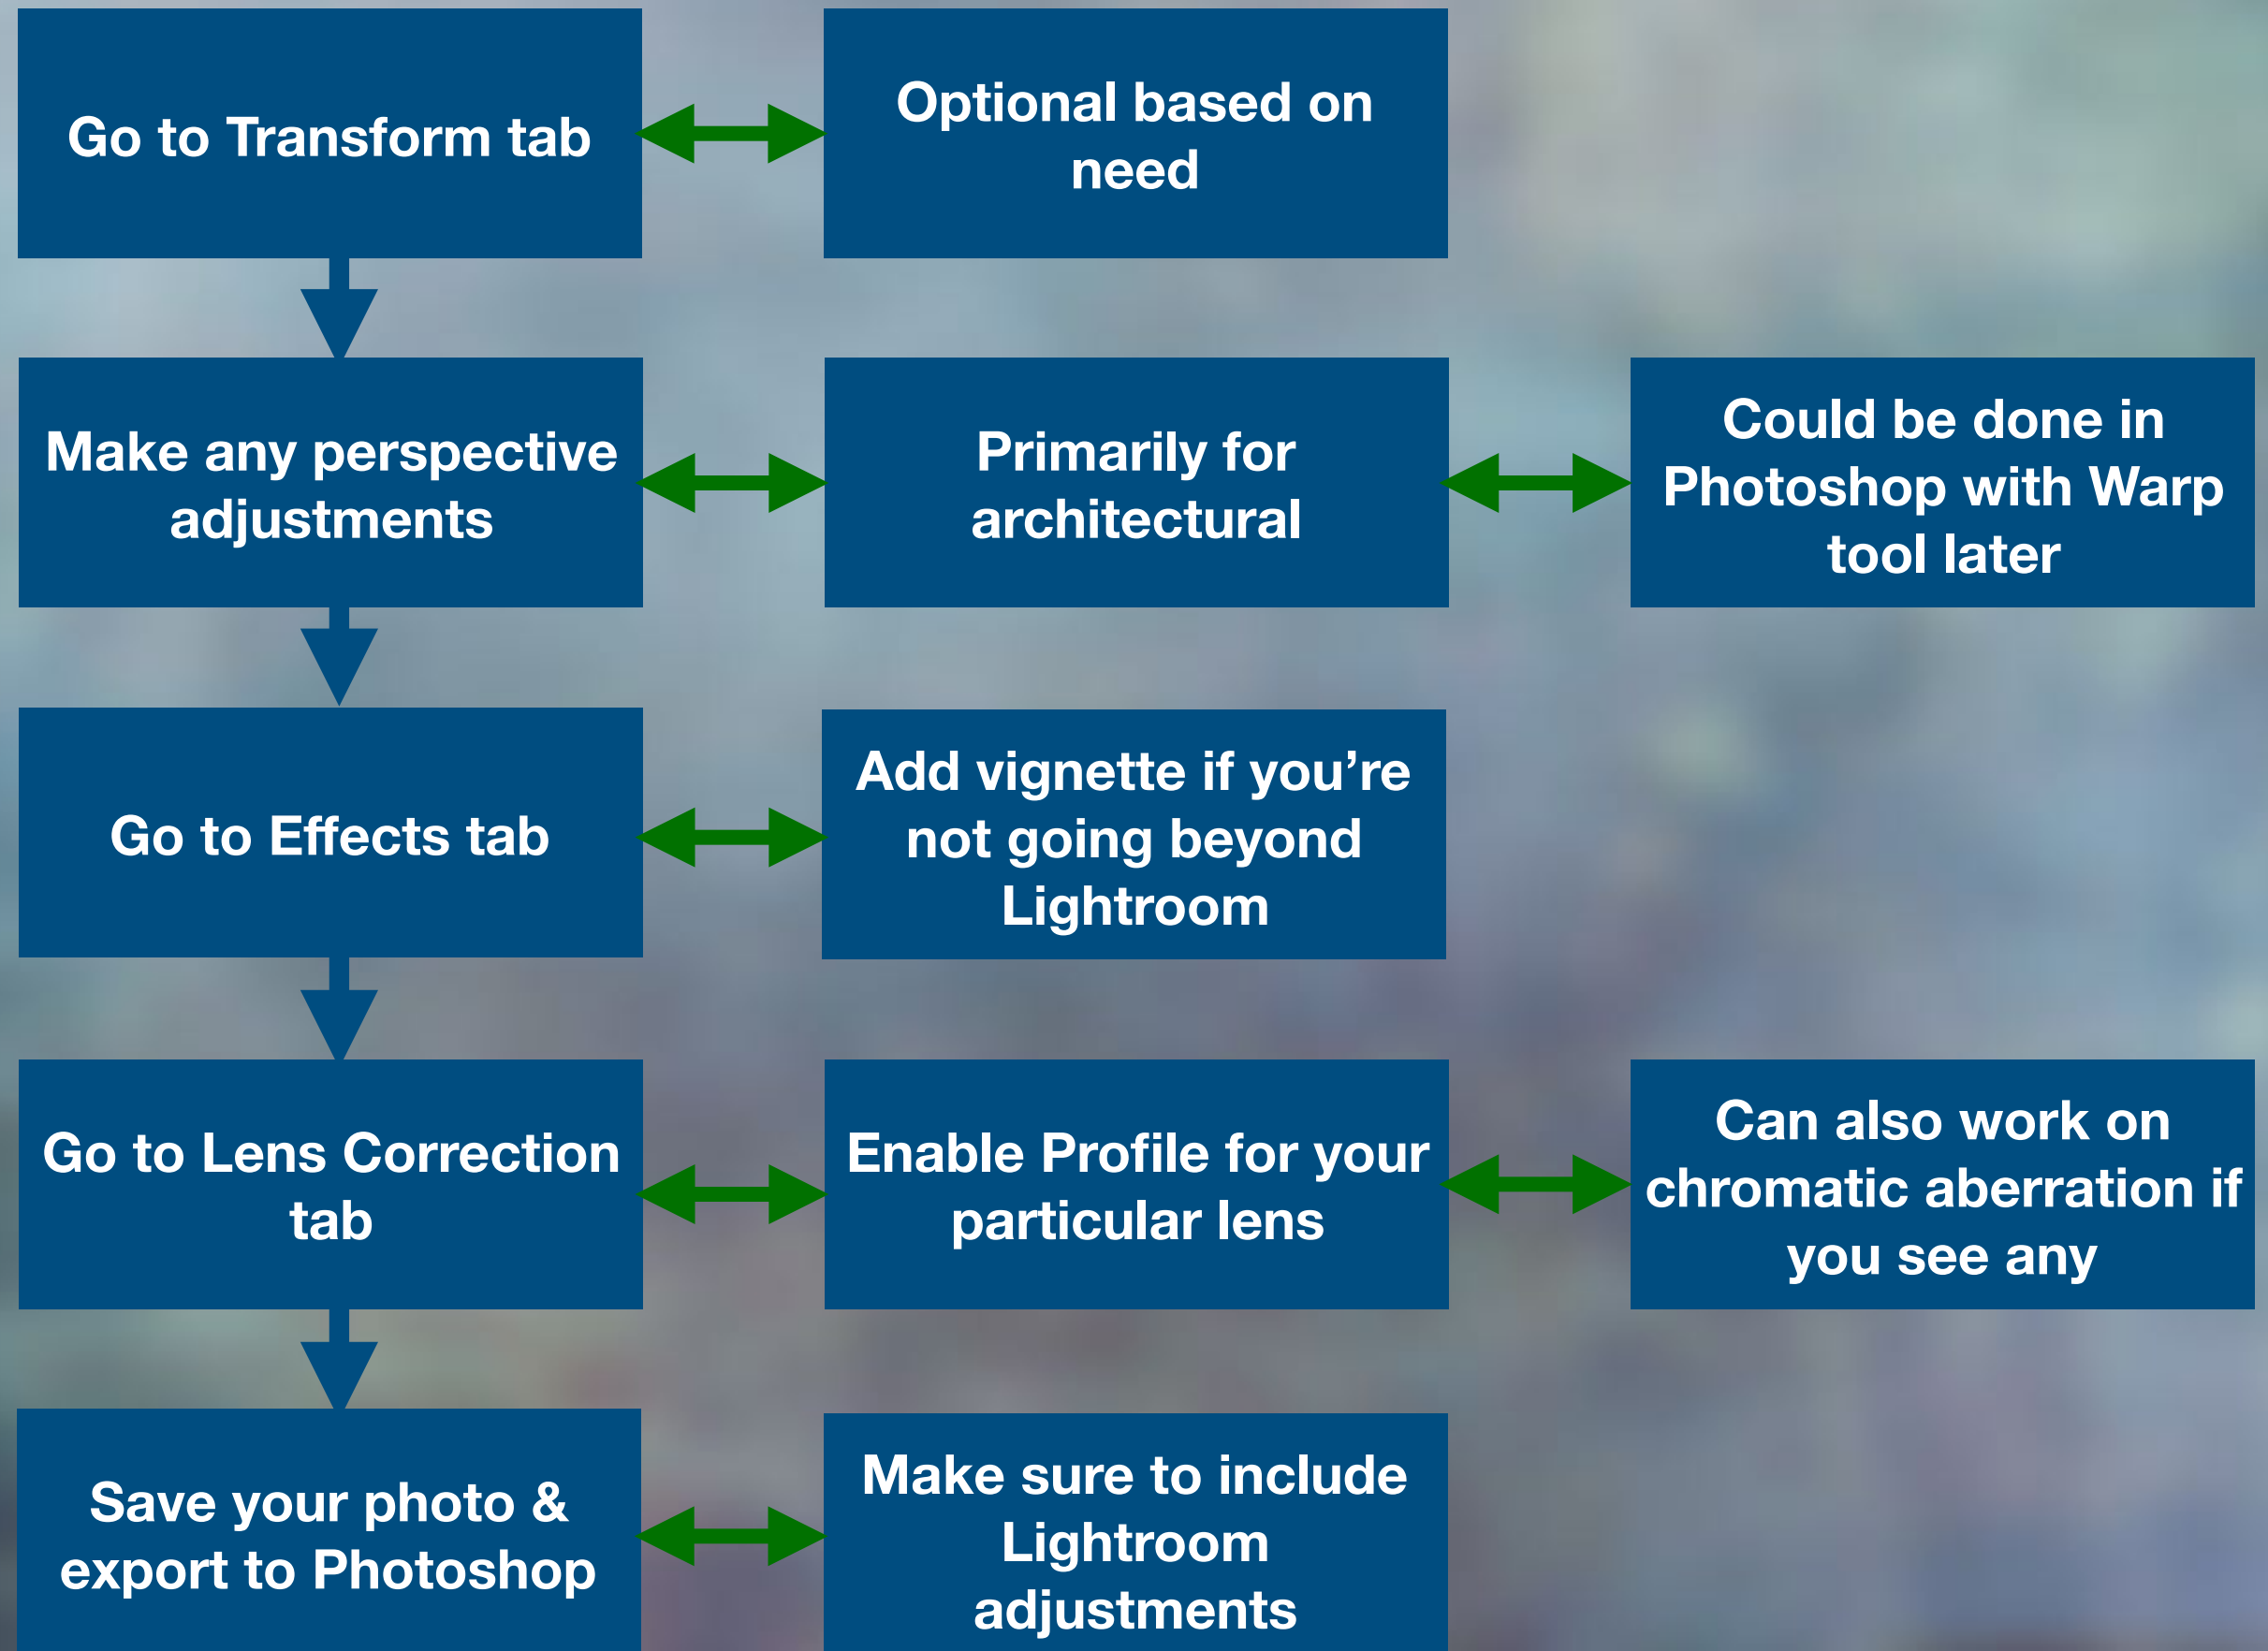 Go to Transform tab
Optional based on
need
Make any perspective
adjustments
Primarily for
architectural
Could be done in
Photoshop with Warp
tool later
Go to Effects tab
Add vignette if you’re
not going beyond
Lightroom
Go to Lens Correction
tab
Enable Profile for your
particular lens
Can also work on
chromatic aberration if
you see any
Save your photo &
export to Photoshop
Make sure to include
Lightroom
adjustments